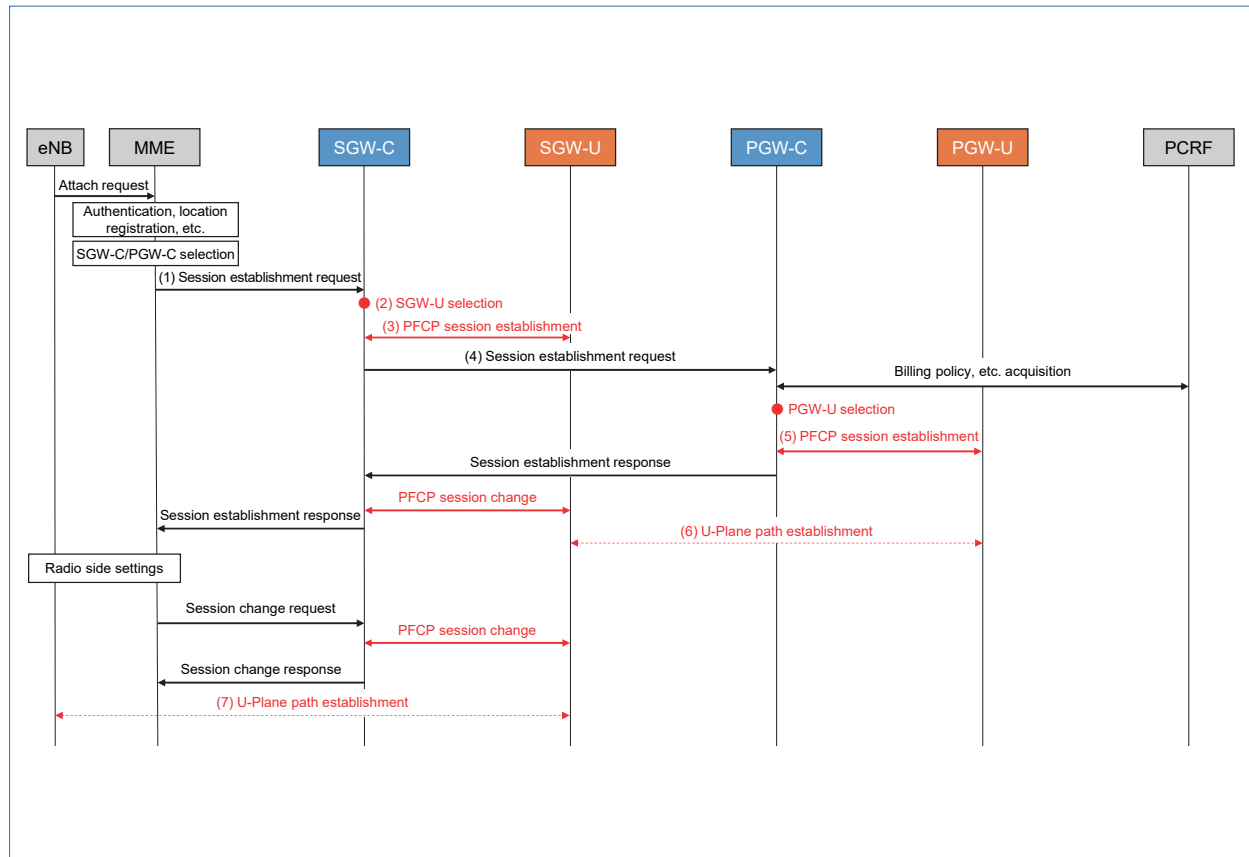 eNB
MME
SGW-C
SGW-U
PGW-C
PGW-U
PCRF
Attach request
Authentication, location
registration, etc.
SGW-C/PGW-C selection
(1) Session establishment request
(2) SGW-U selection
(3) PFCP session establishment
(4) Session establishment request
Billing policy, etc. acquisition
PGW-U selection
(5) PFCP session establishment
Session establishment response
PFCP session change
Session establishment response
(6) U-Plane path establishment
Radio side settings
Session change request
PFCP session change
Session change response
(7) U-Plane path establishment